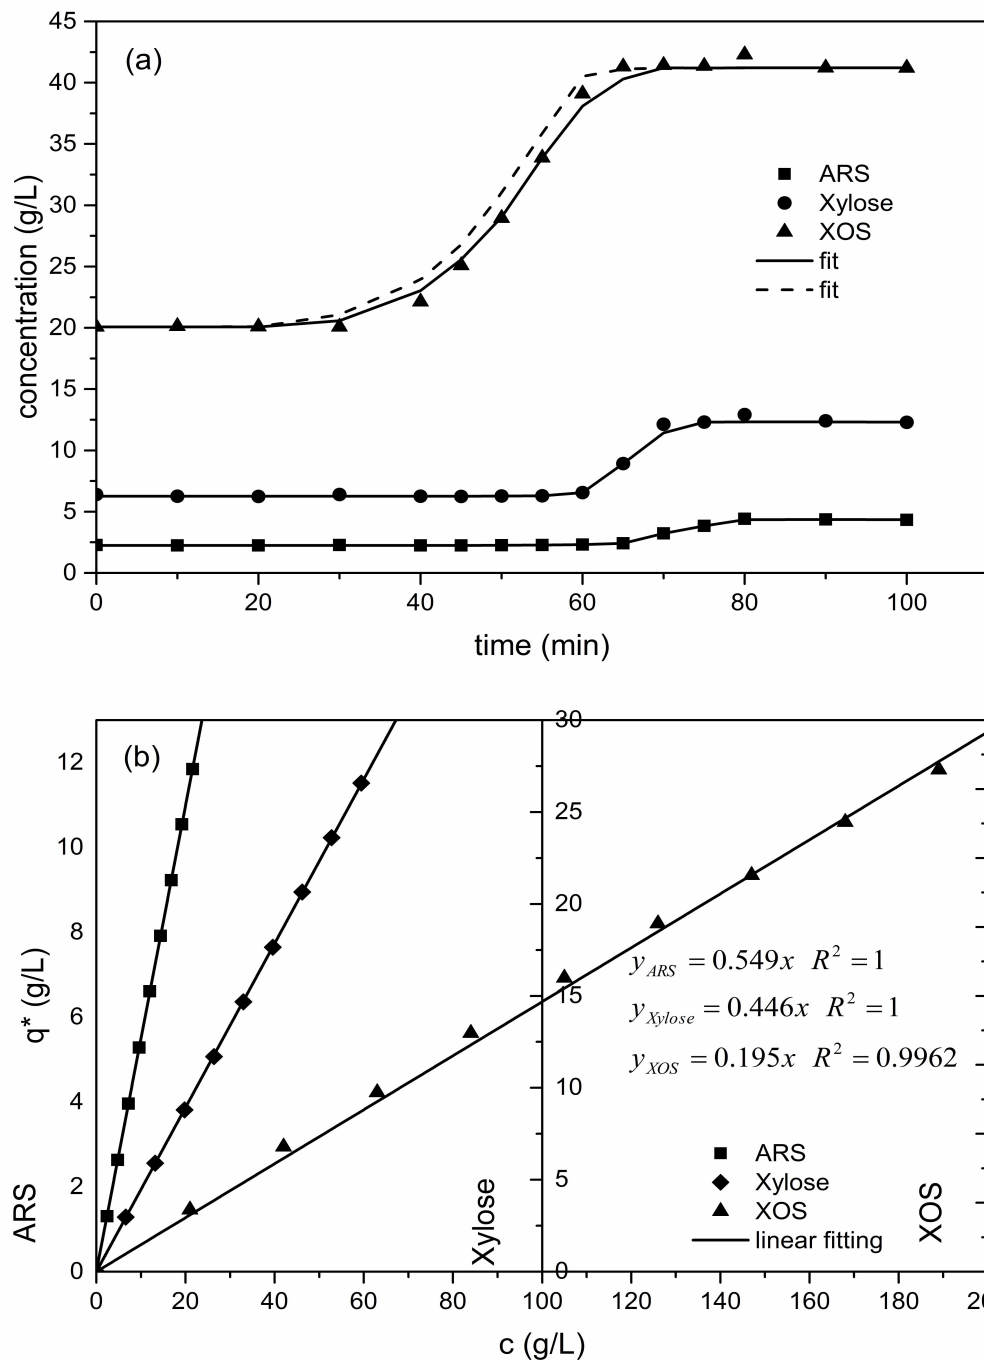 45
(a)
40
35
ARS
30
Xylose
XOS
25
fit
fit
20
15
10
5
0
concentration (g/L)
0 20 40 60 80 100
time (min)
30
(b)
12
25
10
20
8
y_ARS = 0.549x R² = 1
6
15
y_Xylose = 0.446x R² = 1
y_XOS = 0.195x R² = 0.9962
10
4
ARS
5
Xylose
2
XOS
linear fitting
0
0
q* (g/L)
ARS
Xylose
XOS
0 20 40 60 80 100 120 140 160 180
c (g/L)